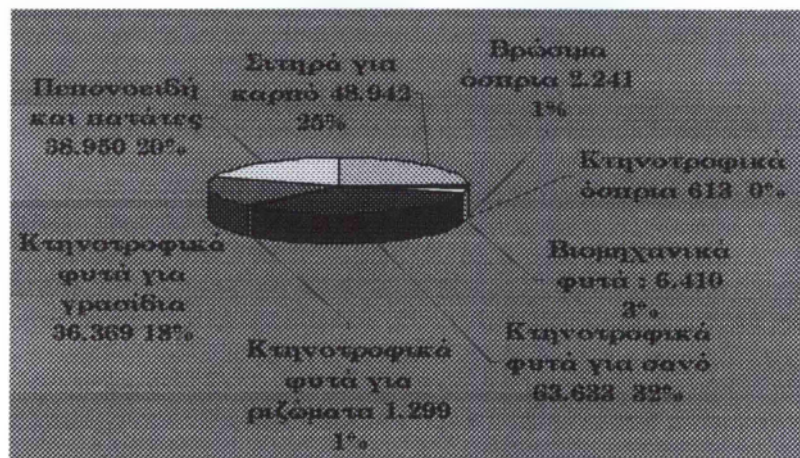 Πεπονοειδή
και πατάτες
38.950 20%
Σιτηρά για
καρπό 48.942
25%
Βρώσιμα
όσπρια 2.241
1%
Κτηνοτροφικά
όσπρια 613 0%
Βιομηχανικά
φυτά : 6.410
3%
Κτηνοτροφικά
φυτά για σανό
63.633 32%
Κτηνοτροφικά
φυτά για
ριζώματα 1.299
1%
Κτηνοτροφικά
φυτά για
γρασίδια
36.369 18%